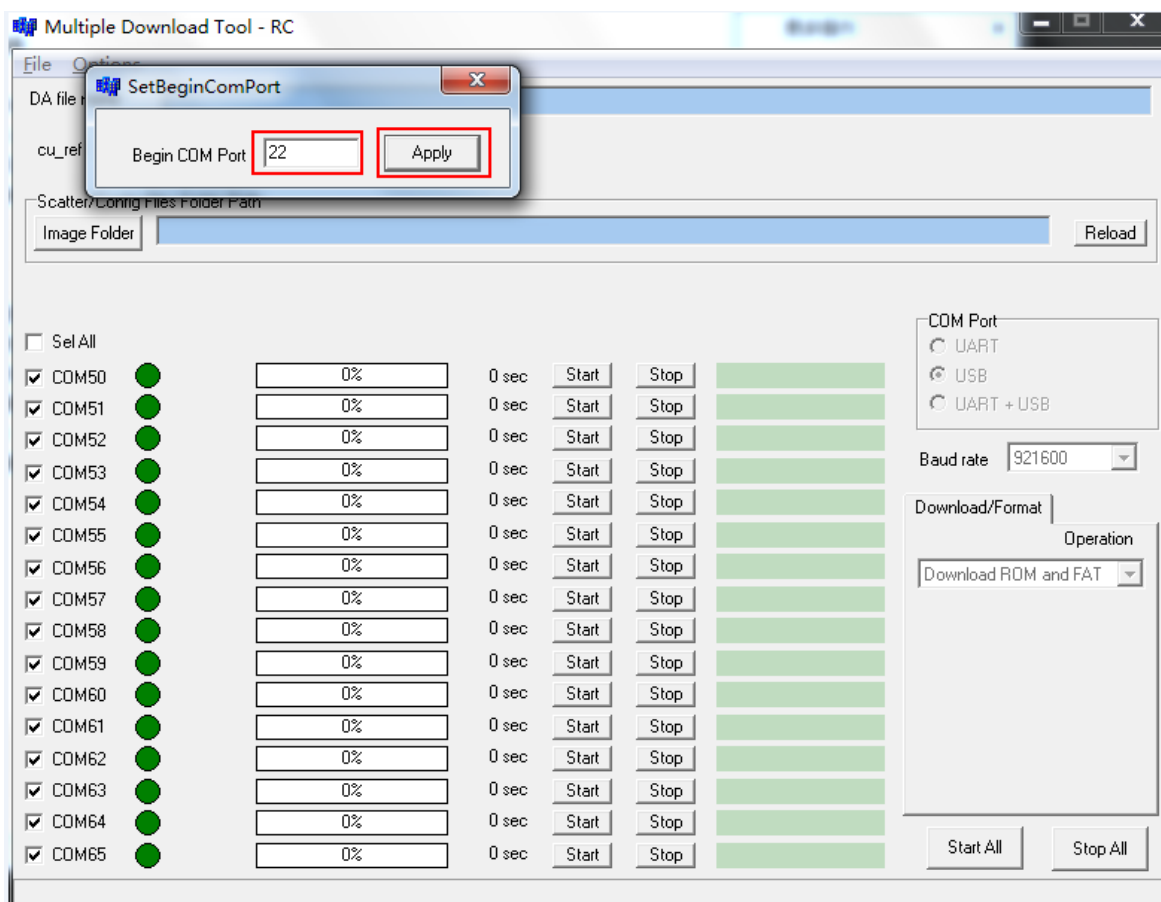 Multiple Download Tool - RC
File Options
SetBeginComPort
DA file
cu_ref
Begin COM Port 22 Apply
Scatter/Config Files Folder Path
Image Folder Reload
Sel All
COM Port
UART
USB
UART + USB
Baud rate 921600
Download/Format
Operation
Download ROM and FAT
COM50 0% 0 sec Start Stop
COM51 0% 0 sec Start Stop
COM52 0% 0 sec Start Stop
COM53 0% 0 sec Start Stop
COM54 0% 0 sec Start Stop
COM55 0% 0 sec Start Stop
COM56 0% 0 sec Start Stop
COM57 0% 0 sec Start Stop
COM58 0% 0 sec Start Stop
COM59 0% 0 sec Start Stop
COM60 0% 0 sec Start Stop
COM61 0% 0 sec Start Stop
COM62 0% 0 sec Start Stop
COM63 0% 0 sec Start Stop
COM64 0% 0 sec Start Stop
COM65 0% 0 sec Start Stop
Start All Stop All